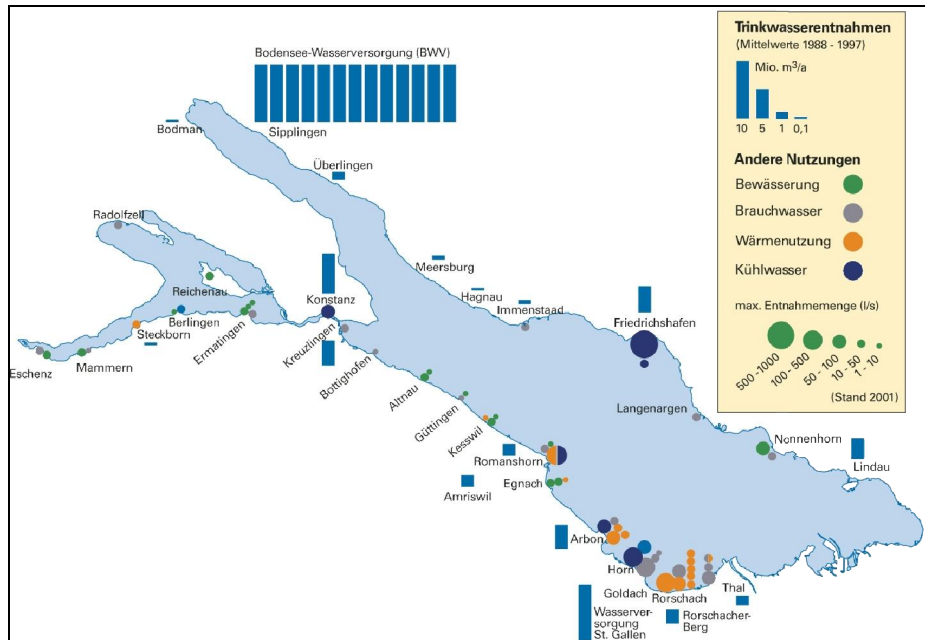 Bodensee-Wasserversorgung (BWV)
Bodman
Sipplingen
Überlingen
Radolfzell
Reichenau
Konstanz
Meersburg
Hagnau
Immenstaad
Friedrichshafen
Berlingen
Steckborn
Ermatingen
Kreuzlingen
Eschenz
Mammern
Bottighofen
Altnau
Güttingen
Kesswil
Langenargen
Nonnenhorn
Lindau
Romanshorn
Amriswil
Egnach
Arbon
Horn
Goldach
Rorschach
Thal
Wasserver-
sorgung
St. Gallen
Rorschacher-
Berg
Trinkwasserentnahmen
(Mittelwerte 1988 - 1997)
Mio. m³/a
10 5 1 0,1
Andere Nutzungen
Bewässerung
Brauchwasser
Wärmenutzung
Kühlwasser
max. Entnahmemenge (l/s)
500 -1000
100 - 500
50 - 100
10 - 50
1 - 10
(Stand 2001)